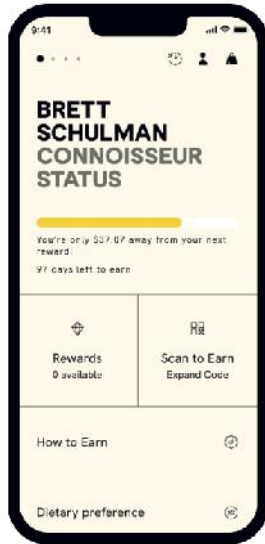 9:41
BRETT
SCHULMAN
CONNOISSEUR
STATUS
You're only $37.07 away from your next
reward!
97 days left to earn
Rewards
0 available
Scan to Earn
Expand Code
How to Earn
Dietary preference